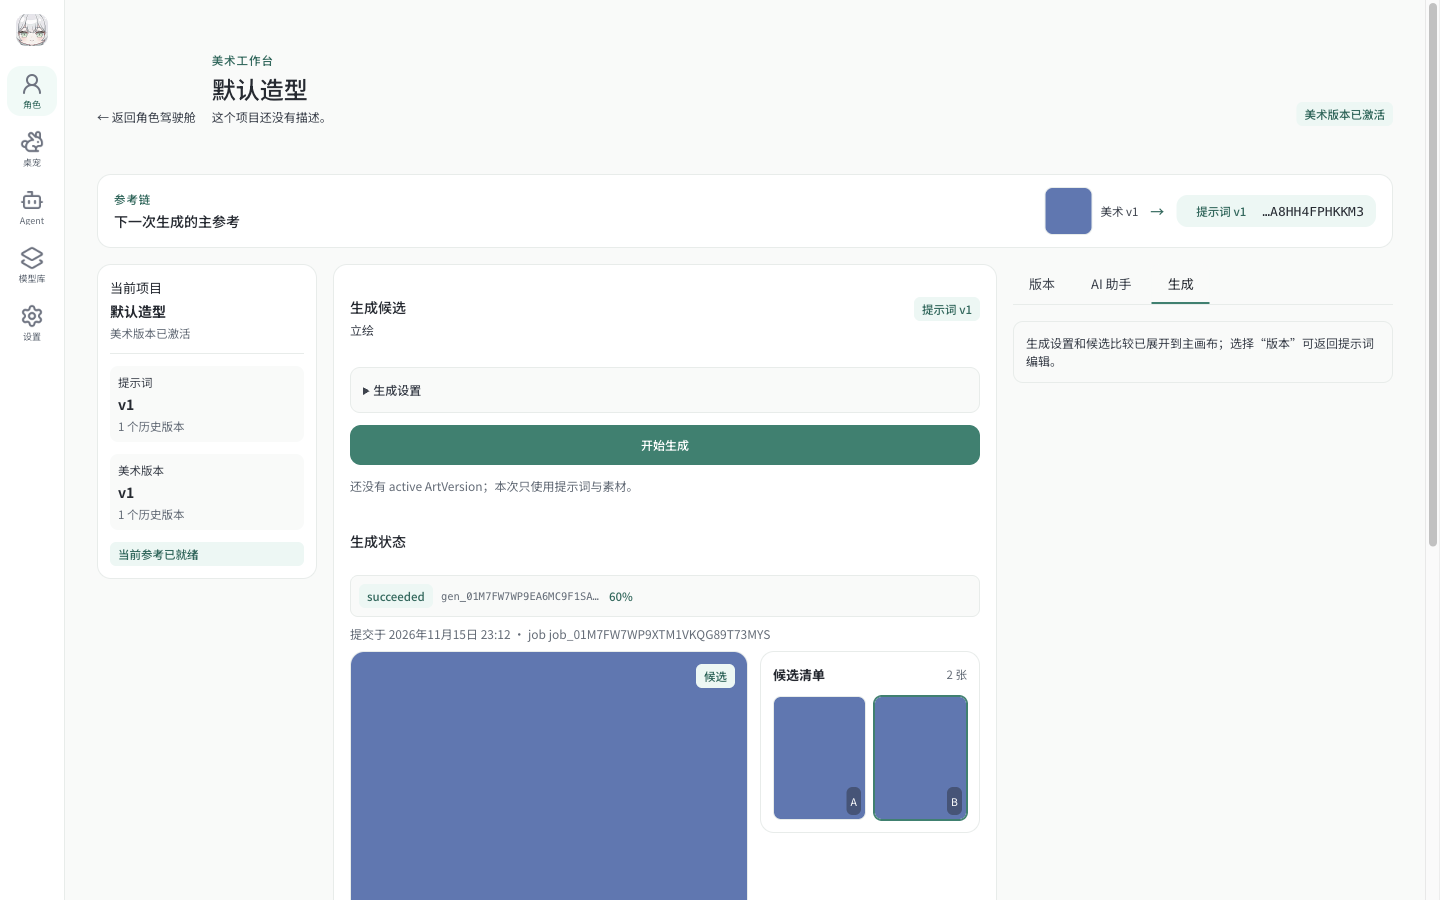 角色
桌宠
Agent
模型库
设置
美术工作台
默认造型
← 返回角色驾驶舱
这个项目还没有描述。
美术版本已激活
参考链
下一次生成的主参考
美术 v1
→
提示词 v1 …A8HH4FPHKKM3
当前项目
默认造型
美术版本已激活
提示词
v1
1 个历史版本
美术版本
v1
1 个历史版本
当前参考已就绪
生成候选
立绘
提示词 v1
▶ 生成设置
开始生成
还没有 active ArtVersion；本次只使用提示词与素材。
生成状态
succeeded gen_01M7FW7WP9EA6MC9F1SA… 60%
提交于 2026年11月15日 23:12 · job job_01M7FW7WP9XTM1VKQG89T73MYS
候选
候选清单
2 张
A
B
版本
AI 助手
生成
生成设置和候选比较已展开到主画布；选择“版本”可返回提示词
编辑。